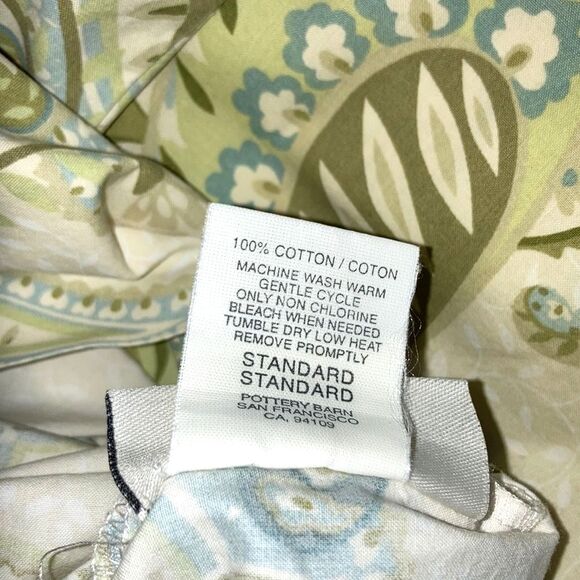 100% COTTON / COTON
MACHINE WASH WARM
GENTLE CYCLE
ONLY NON CHLORINE
BLEACH WHEN NEEDED
TUMBLE DRY LOW HEAT
REMOVE PROMPTLY
STANDARD
STANDARD
POTTERY BARN
SAN FRANCISCO
CA, 94109